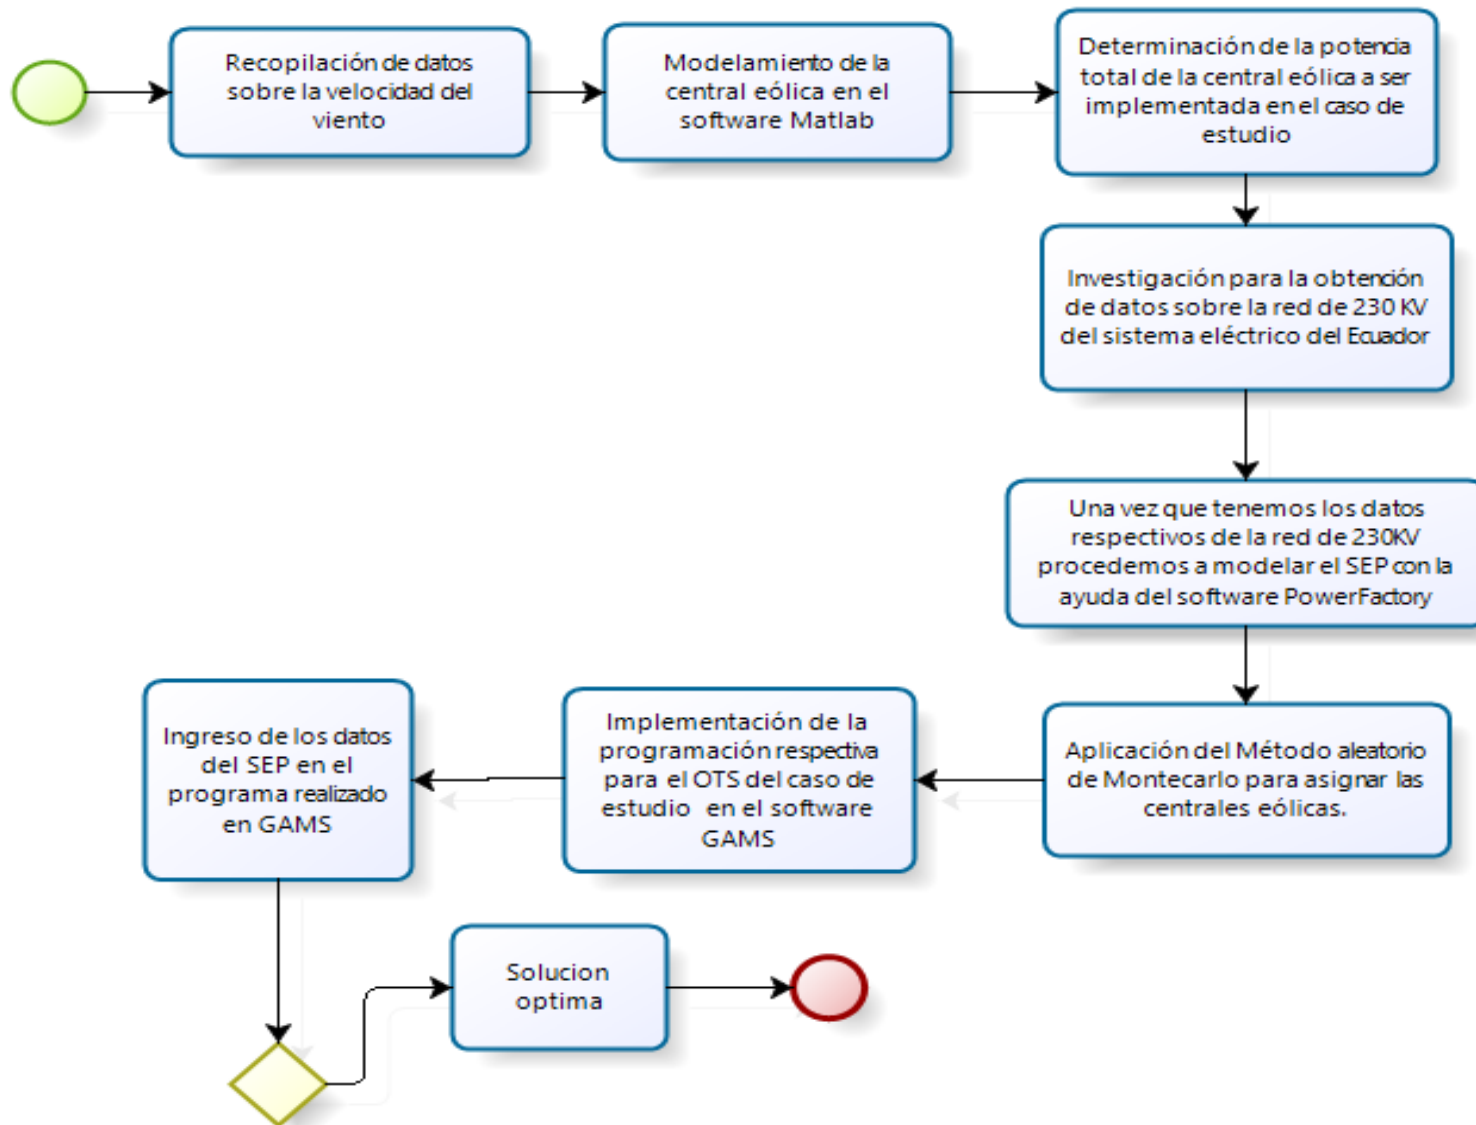 Recopilación de datos
sobre la velocidad del
viento
Modelamiento de la
central eólica en el
software Matlab
Determinación de la potencia
total de la central eólica a ser
implementada en el caso de
estudio
Investigación para la obtención
de datos sobre la red de 230 KV
del sistema eléctrico del Ecuador
Una vez que tenemos los datos
respectivos de la red de 230KV
procedemos a modelar el SEP con la
ayuda del software PowerFactory
Aplicación del Método aleatorio
de Montecarlo para asignar las
centrales eólicas.
Implementación de la
programación respectiva
para el OTS del caso de
estudio en el software
GAMS
Ingreso de los datos
del SEP en el
programa realizado
en GAMS
Solucion
optima